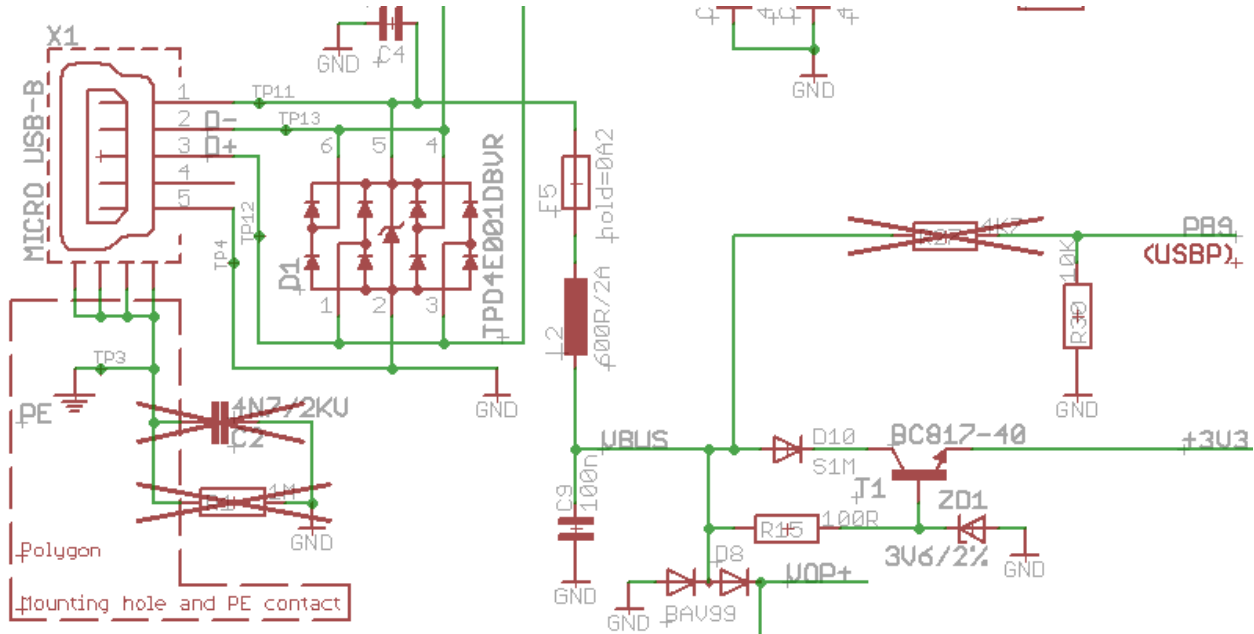 X1
MICRO USB-B
1
2
3
4
5
D-
D+
TP11
TP13
TP12
TP4
GND
C4
GND
6
5
4
1
2
3
D1
TPD4E001DBVR
F5
hold=0A2
L2
600R/2A
4K7
PB9
(USBP)
10K
R30
GND
TP3
PE
4N7/2KV
C2
1M
GND
GND
Polygon
Mounting hole and PE contact
VBUS
C9
100n
GND
D10
S1M
BC817-40
T1
+3V3
R15
100R
ZD1
3V6/2%
GND
D8
VOP+
GND
BAV99